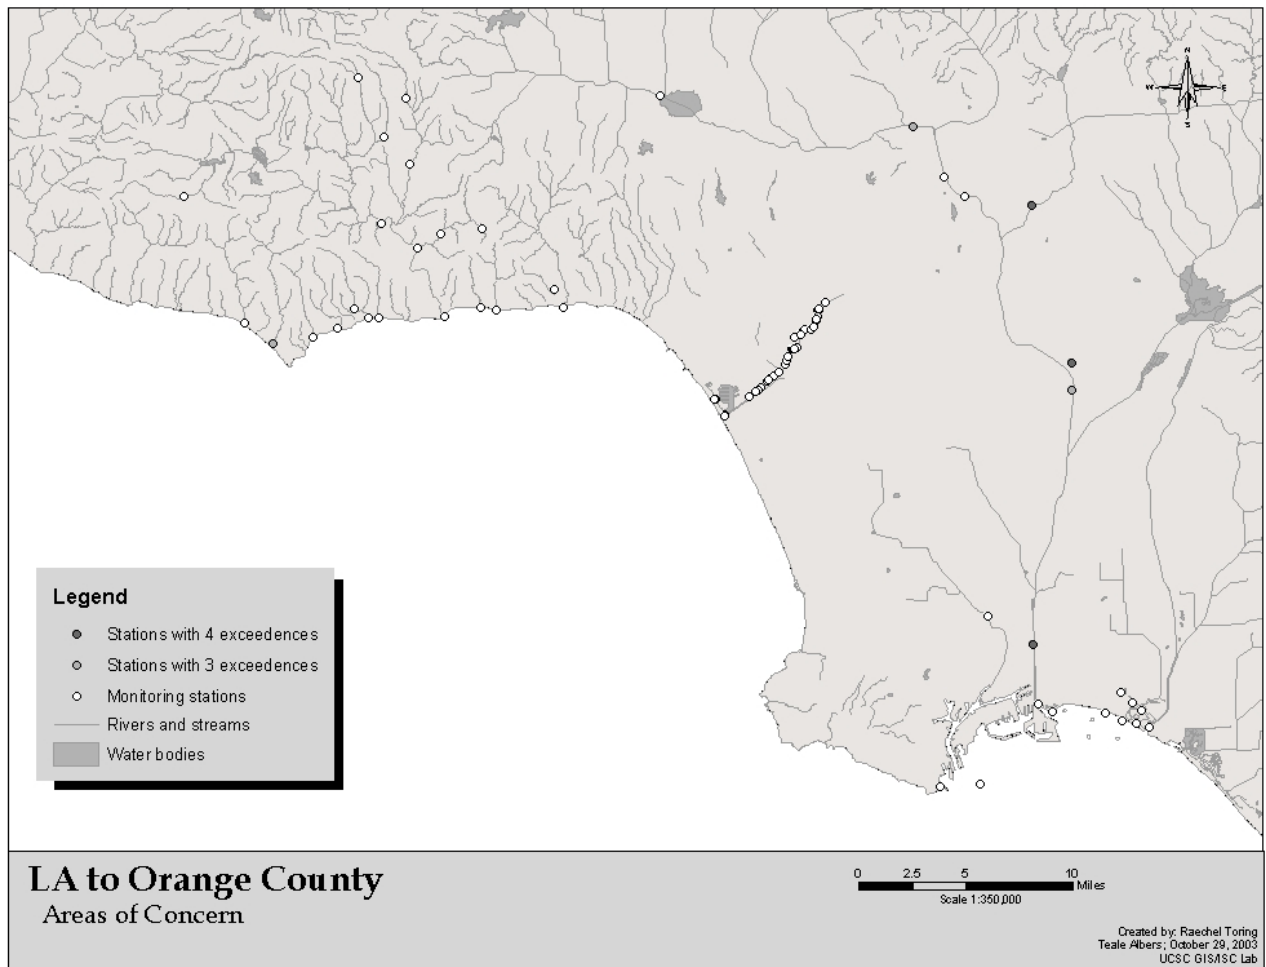 N
W E
S
Legend
Stations with 4 exceedences
Stations with 3 exceedences
Monitoring stations
Rivers and streams
Water bodies
LA to Orange County
Areas of Concern
0 2.5 5 10
Miles
Scale 1:350,000
Created by: Raechel Toring
Teale Albers; October 29, 2003
UCSC GIS/ISC Lab